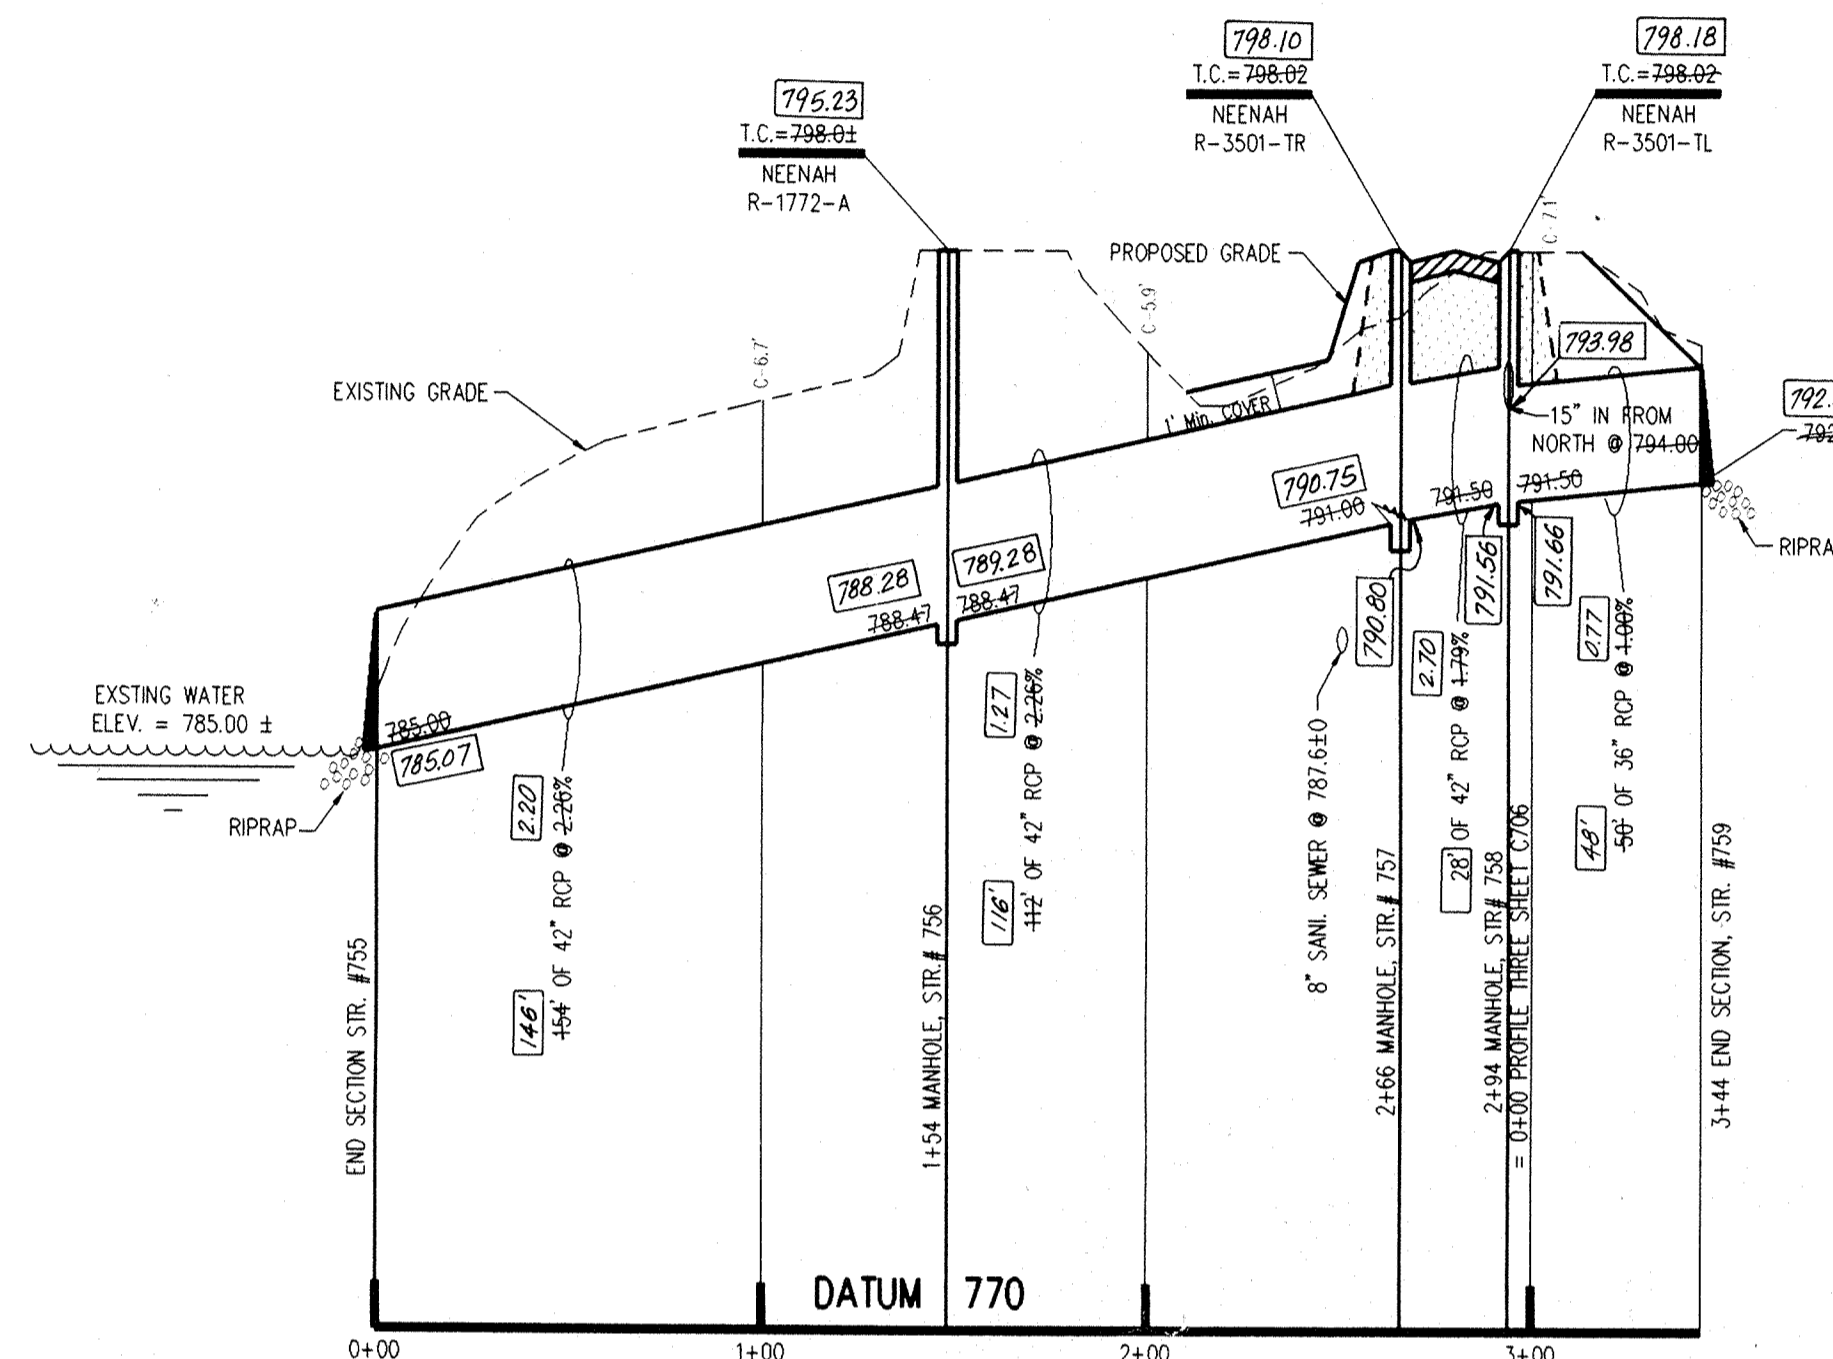 798.10
T.C.=798.02
NEENAH
R-3501-TR
798.18
T.C.=798.02
NEENAH
R-3501-TL
795.23
T.C.=798.0±
NEENAH
R-1772-A
PROPOSED GRADE
C-7.1'
C-5.9'
C-6.7'
EXISTING GRADE
1' Min. COVER
793.98
15" IN FROM
NORTH @ 794.00
792.
792
790.75
791.00
791.50
791.50
790.80
791.56
791.66
RIPRA
788.28
788.47
789.28
788.47
EXSTING WATER
ELEV. = 785.00 ±
785.00
785.07
RIPRAP
2.20
146'
154' OF 42" RCP @ 2.26%
1.27
116'
112' OF 42" RCP @ 2.26%
8" SANI. SEWER @ 787.6±0
2.70
28' OF 42" RCP @ 1.79%
0.77
48'
50' OF 36" RCP @ 1.00%
END SECTION STR. #755
1+54 MANHOLE, STR.# 756
2+66 MANHOLE, STR.# 757
2+94 MANHOLE, STR# 758
= 0+00 PROFILE THREE SHEET C706
3+44 END SECTION, STR. #759
DATUM 770
0+00
1+00
2+00
3+00